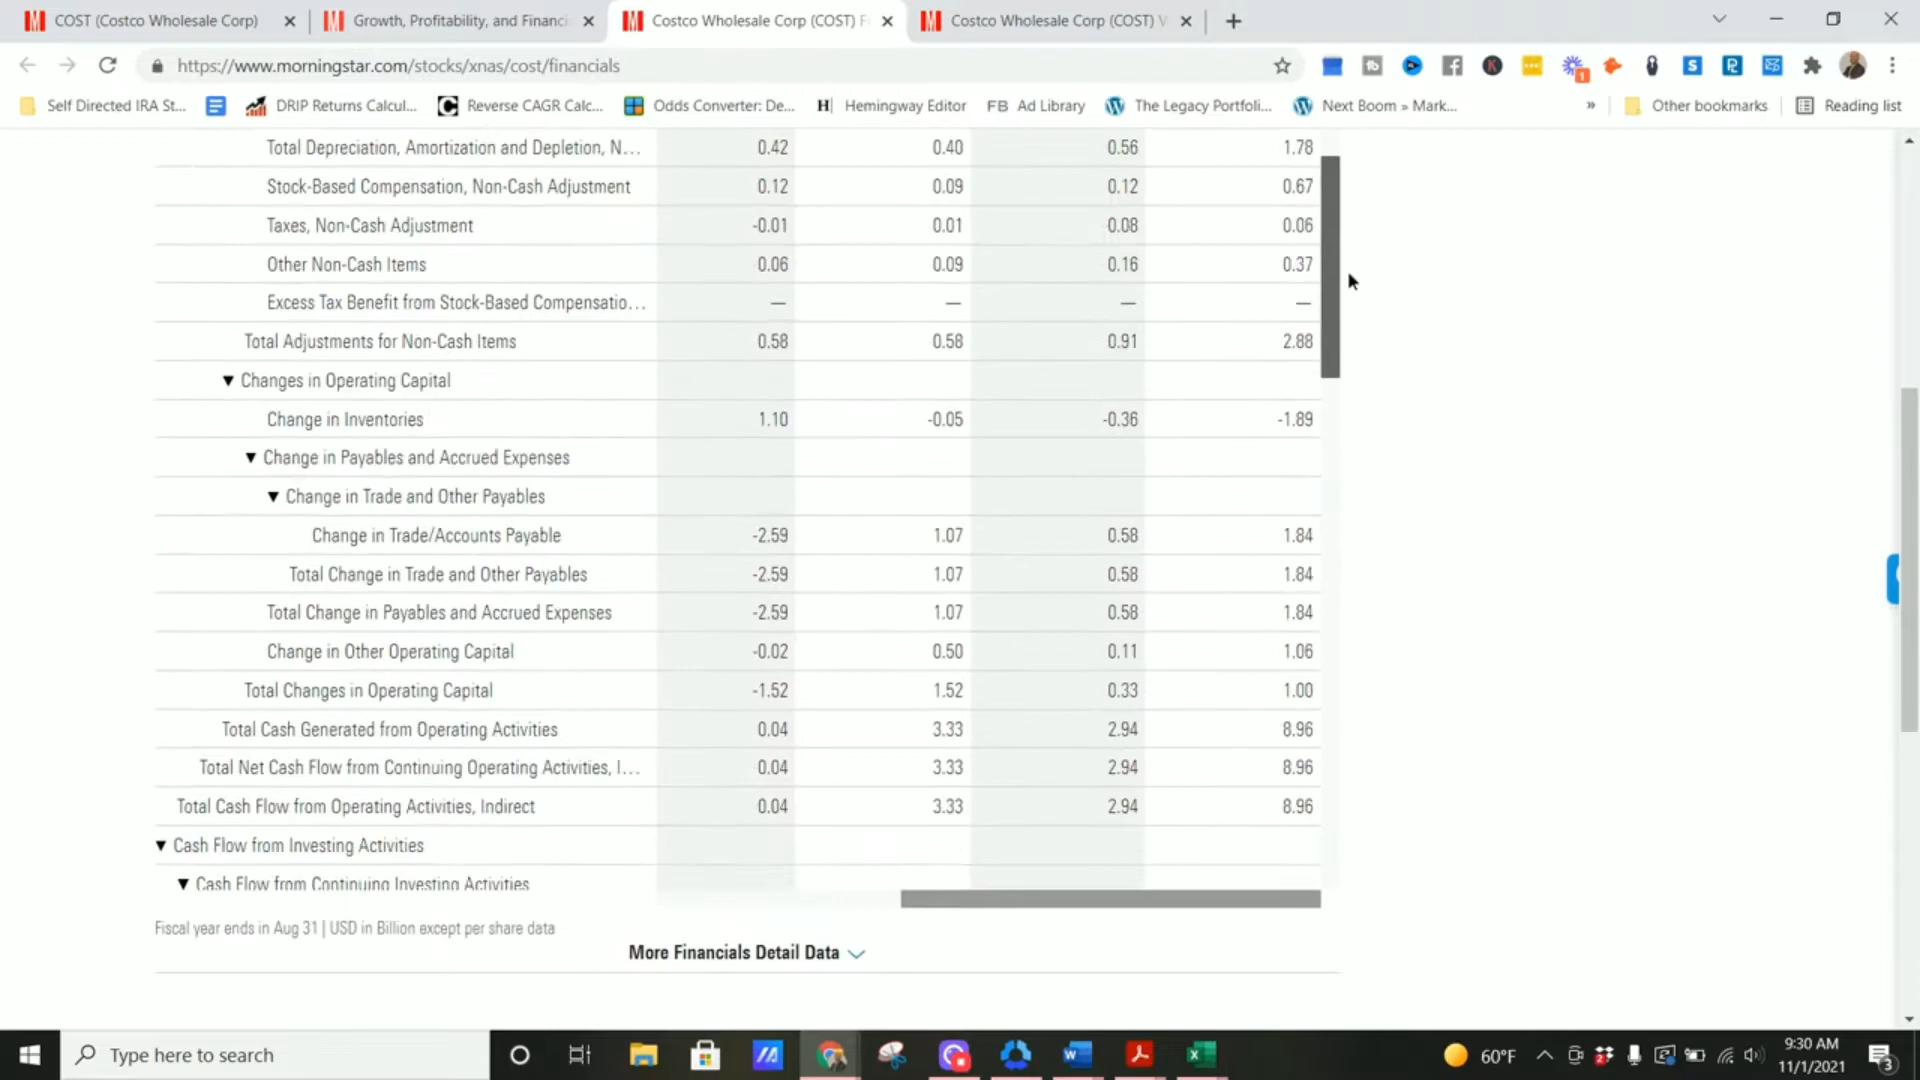 COST (Costco Wholesale Corp)
Growth, Profitability, and Financi
Costco Wholesale Corp (COST) F
Costco Wholesale Corp (COST) V
https://www.morningstar.com/stocks/xnas/cost/financials
Self Directed IRA St...
DRIP Returns Calcul...
Reverse CAGR Calc...
Odds Converter: De...
Hemingway Editor
FB Ad Library
The Legacy Portfoli...
Next Boom » Mark...
»
Other bookmarks
Reading list
Total Depreciation, Amortization and Depletion, N... 0.42 0.40 0.56 1.78
Stock-Based Compensation, Non-Cash Adjustment 0.12 0.09 0.12 0.67
Taxes, Non-Cash Adjustment -0.01 0.01 0.08 0.06
Other Non-Cash Items 0.06 0.09 0.16 0.37
Excess Tax Benefit from Stock-Based Compensatio... — — — —
Total Adjustments for Non-Cash Items 0.58 0.58 0.91 2.88
▼ Changes in Operating Capital
Change in Inventories 1.10 -0.05 -0.36 -1.89
▼ Change in Payables and Accrued Expenses
▼ Change in Trade and Other Payables
Change in Trade/Accounts Payable -2.59 1.07 0.58 1.84
Total Change in Trade and Other Payables -2.59 1.07 0.58 1.84
Total Change in Payables and Accrued Expenses -2.59 1.07 0.58 1.84
Change in Other Operating Capital -0.02 0.50 0.11 1.06
Total Changes in Operating Capital -1.52 1.52 0.33 1.00
Total Cash Generated from Operating Activities 0.04 3.33 2.94 8.96
Total Net Cash Flow from Continuing Operating Activities, I... 0.04 3.33 2.94 8.96
Total Cash Flow from Operating Activities, Indirect 0.04 3.33 2.94 8.96
▼ Cash Flow from Investing Activities
▼ Cash Flow from Continuing Investing Activities
Fiscal year ends in Aug 31 | USD in Billion except per share data
More Financials Detail Data
Type here to search
60°F
9:30 AM
11/1/2021
3